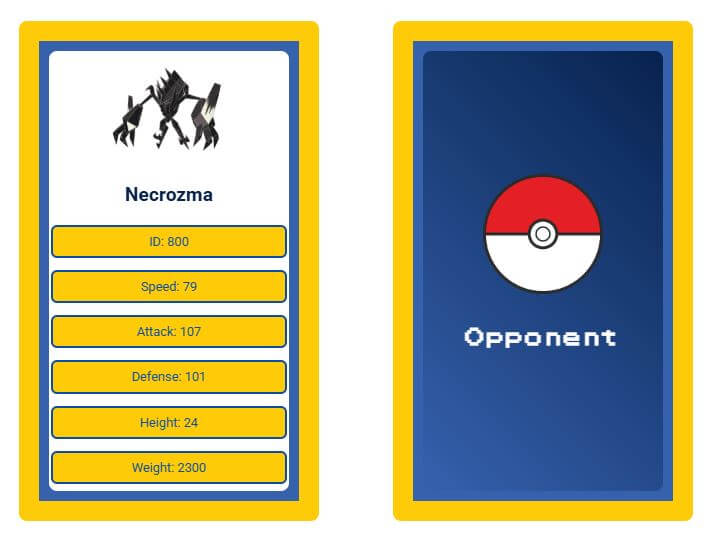 Necrozma
ID: 800
Speed: 79
Attack: 107
Defense: 101
Height: 24
Weight: 2300
Opponent